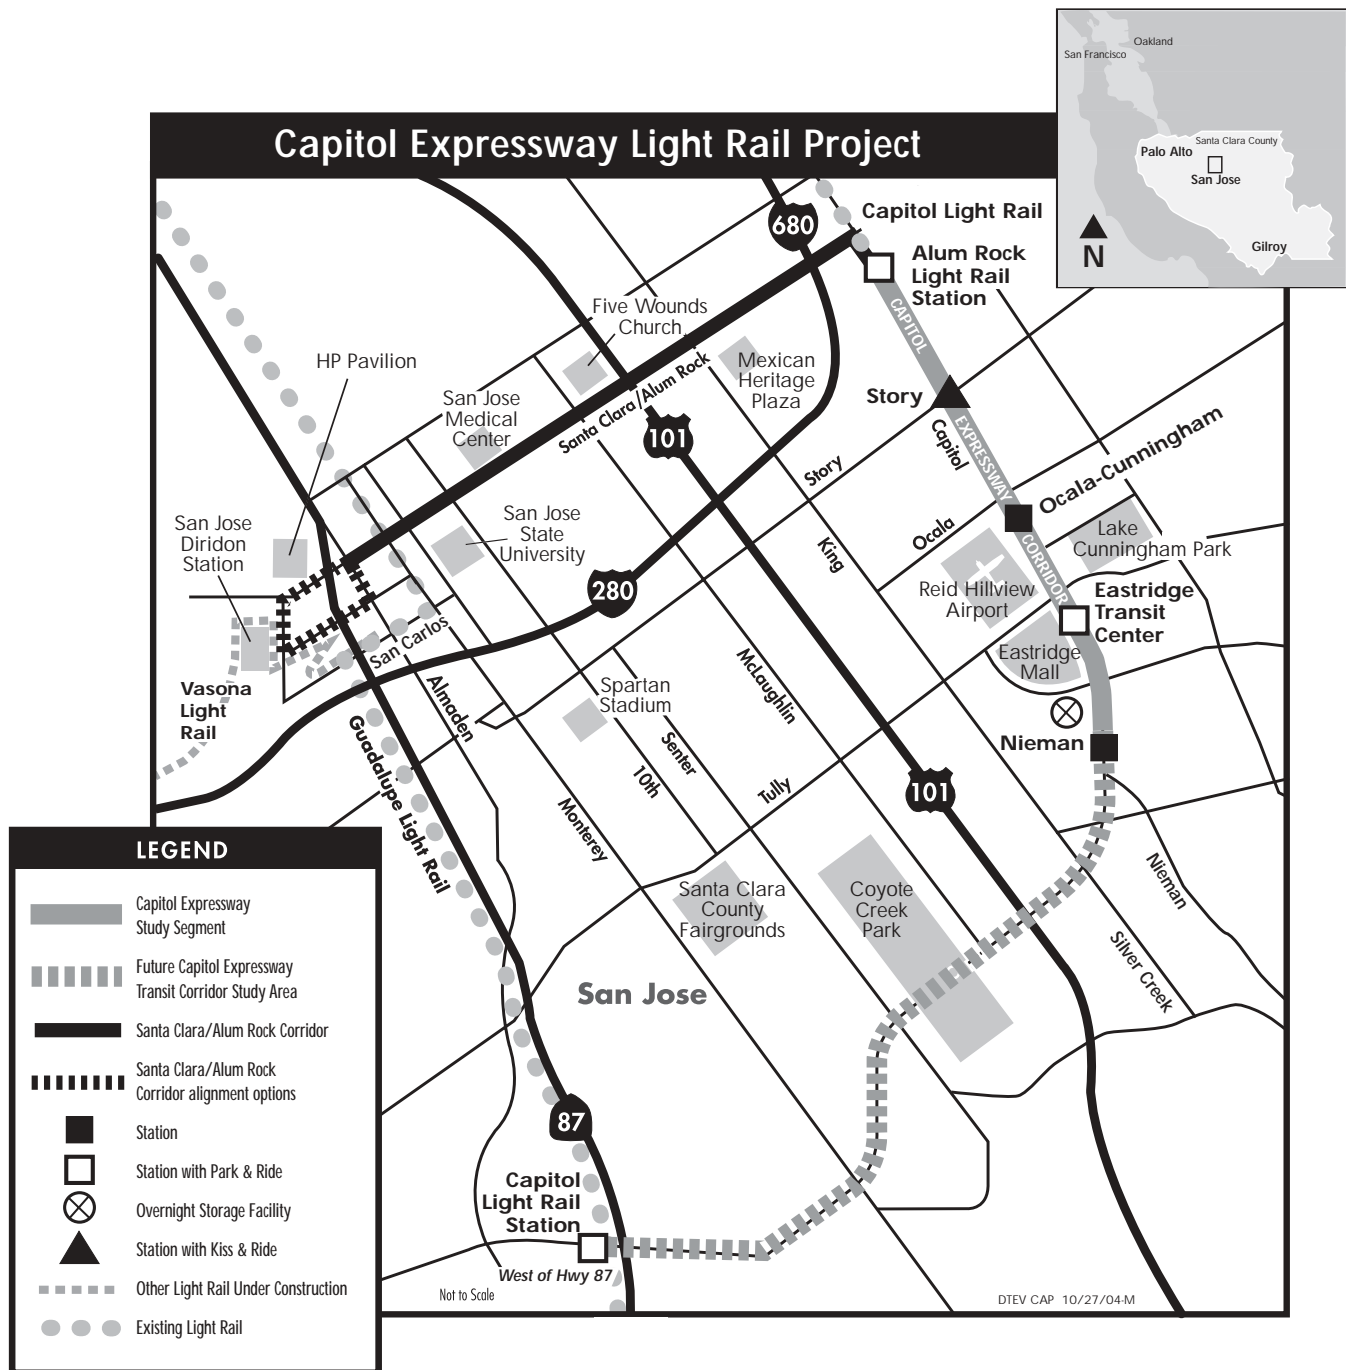 Oakland
San Francisco
Santa Clara County
Palo Alto
San Jose
Gilroy
N
Capitol Expressway Light Rail Project
680
Capitol Light Rail
Alum Rock
Light Rail
Station
CAPITOL
EXPRESSWAY
CORRIDOR
Five Wounds
Church
HP Pavilion
San Jose
Medical
Center
Santa Clara/Alum Rock
Mexican
Heritage
Plaza
Story
Capitol
101
Story
Ocala-Cunningham
Ocala
King
San Jose
Diridon
Station
San Jose
State
University
Lake
Cunningham Park
Reid Hillview
Airport
Eastridge
Transit
Center
280
San Carlos
Eastridge
Mall
Vasona
Light
Rail
Almaden
Spartan
Stadium
McLaughlin
Guadalupe Light Rail
Senter
10th
Tully
Nieman
101
Monterey
Nieman
Silver Creek
Santa Clara
County
Fairgrounds
Coyote
Creek
Park
San Jose
87
Capitol
Light Rail
Station
West of Hwy 87
Not to Scale
DTEV CAP 10/27/04-M
LEGEND
Capitol Expressway
Study Segment
Future Capitol Expressway
Transit Corridor Study Area
Santa Clara/Alum Rock Corridor
Santa Clara/Alum Rock
Corridor alignment options
Station
Station with Park & Ride
Overnight Storage Facility
Station with Kiss & Ride
Other Light Rail Under Construction
Existing Light Rail